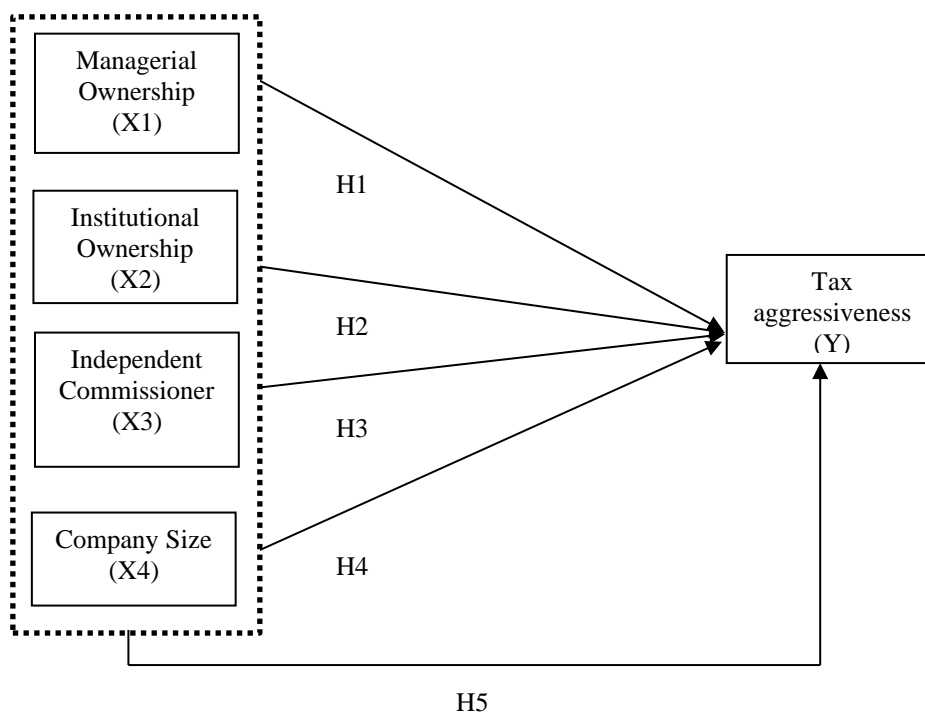 Managerial
Ownership
(X1)
H1
Institutional
Ownership
(X2)
Tax
aggressiveness
(Y)
H2
Independent
Commissioner
(X3)
H3
Company Size
(X4)
H4
H5